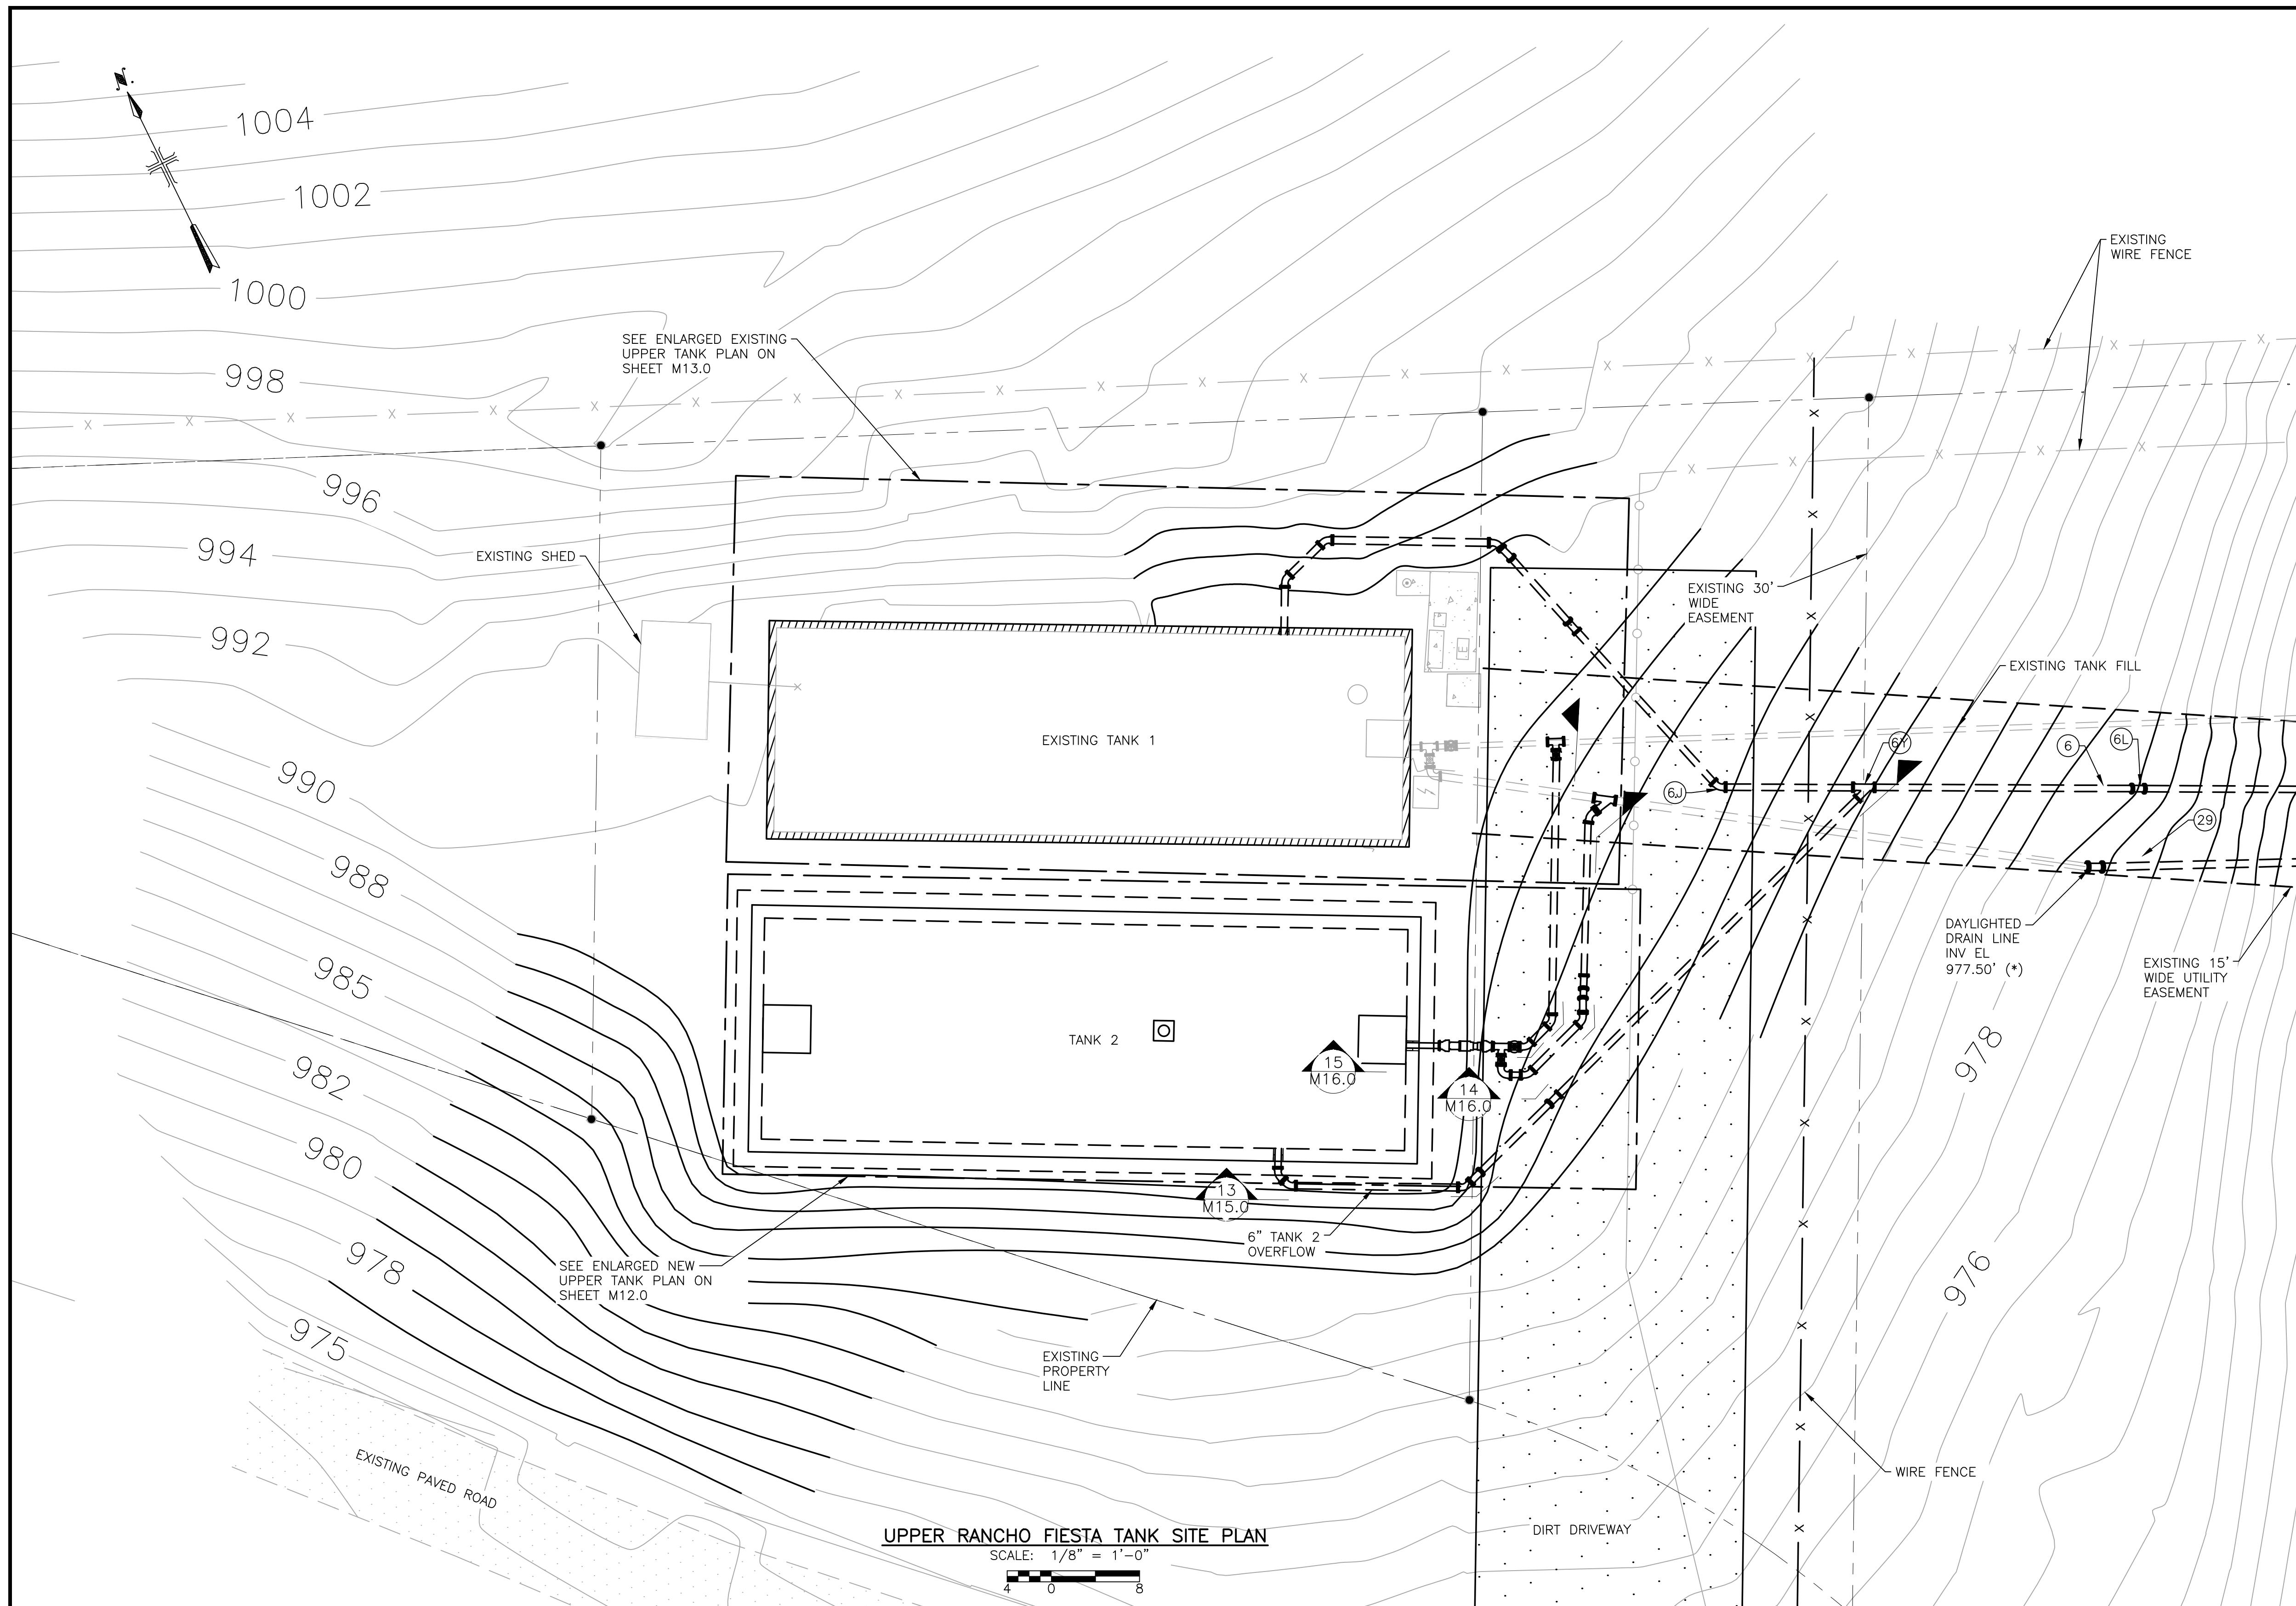 N.
1004
1002
1000
998
996
994
992
990
988
985
982
980
978
975
EXISTING
WIRE FENCE
SEE ENLARGED EXISTING
UPPER TANK PLAN ON
SHEET M13.0
EXISTING SHED
EXISTING 30'
WIDE
EASEMENT
EXISTING TANK FILL
EXISTING TANK 1
E
6J
6Y
6
6L
29
DAYLIGHTED
DRAIN LINE
INV EL
977.50' (*)
EXISTING 15'
WIDE UTILITY
EASEMENT
TANK 2
15
M16.0
14
M16.0
13
M15.0
978
976
6" TANK 2
OVERFLOW
SEE ENLARGED NEW
UPPER TANK PLAN ON
SHEET M12.0
EXISTING
PROPERTY
LINE
WIRE FENCE
EXISTING PAVED ROAD
DIRT DRIVEWAY
UPPER RANCHO FIESTA TANK SITE PLAN
SCALE: 1/8" = 1'-0"
4 0 8